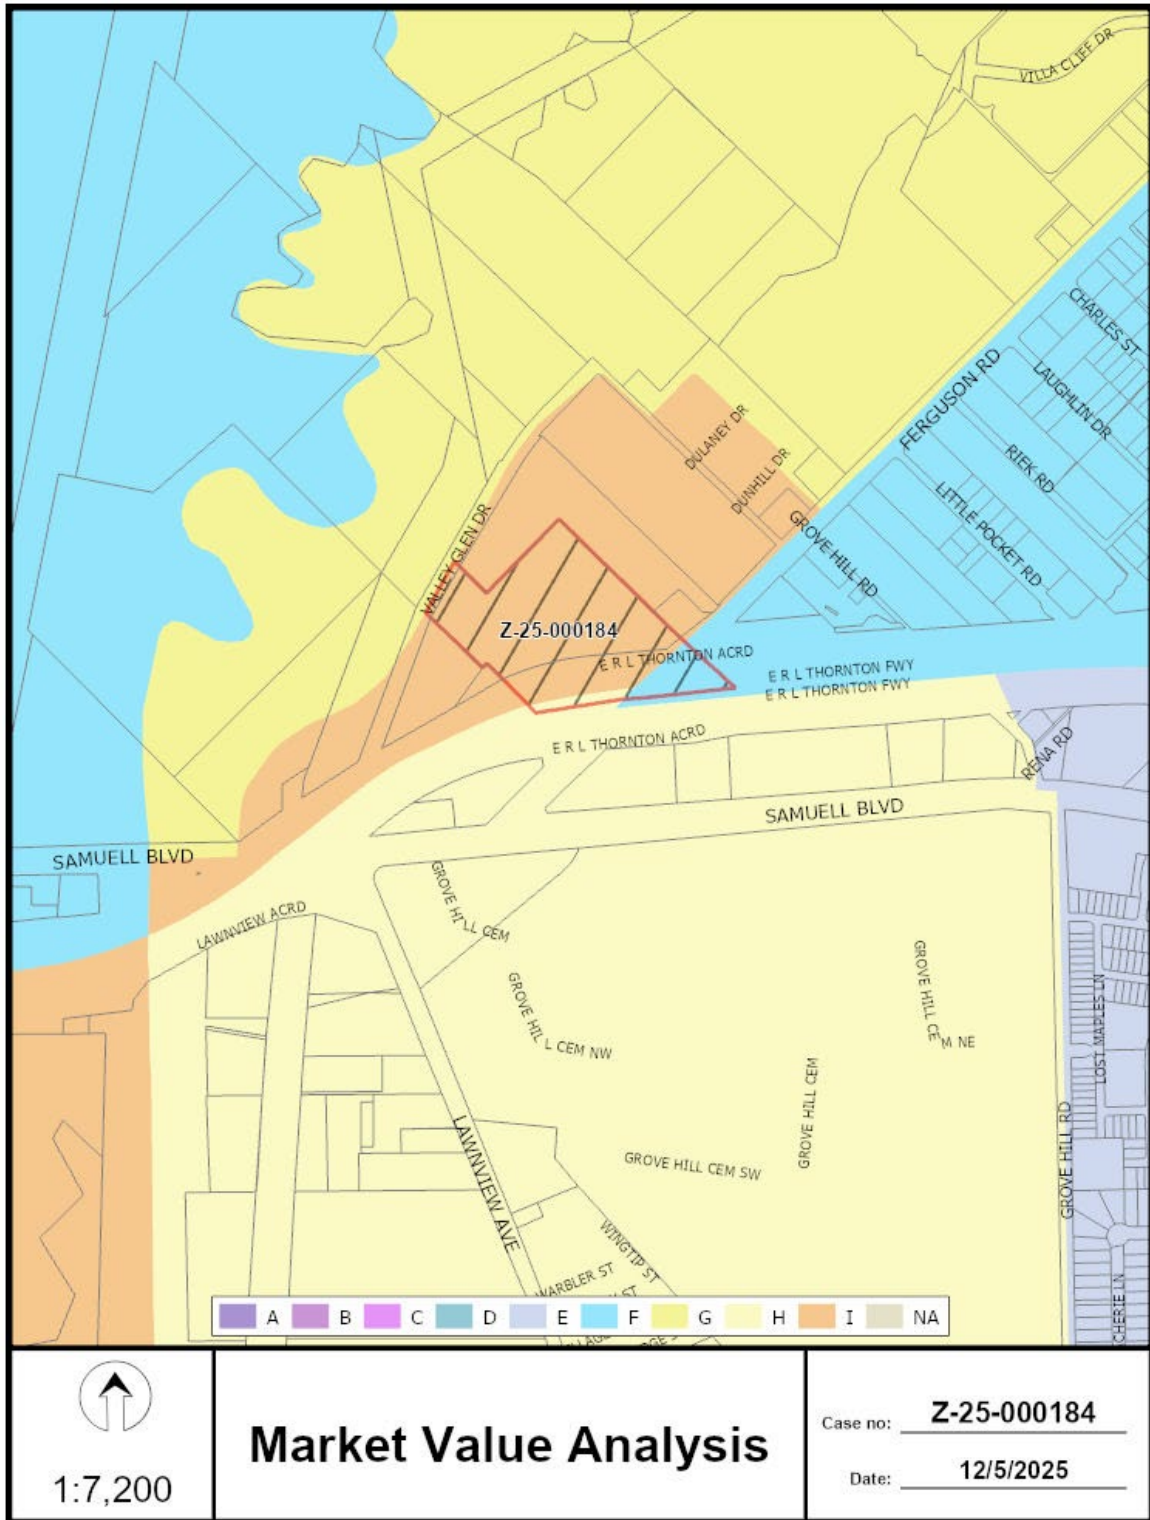 VILLA CLIFF DR
CHARLES ST
LAUGHLIN DR
FERGUSON RD
RIEK RD
LITTLE POCKET RD
DULANEY DR
DUNHILL DR
GROVE HILL RD
VALLEY GLEN DR
Z-25-000184
E R L THORNTON ACRD
E R L THORNTON FWY
E R L THORNTON FWY
E R L THORNTON ACRD
RENA RD
SAMUELL BLVD
SAMUELL BLVD
GROVE HILL CEM
LAWNVIEW ACRD
GROVE HILL CEM NW
GROVE HILL CEM NE
LOST MAPLES LN
GROVE HILL CEM
GROVE HILL CEM SW
GROVE HILL RD
LAWNVIEW AVE
WINGTIP ST
WARBLER ST
CHERIE LN
A B C D E F G H I NA
1:7,200
Market Value Analysis
Case no: Z-25-000184
Date: 12/5/2025